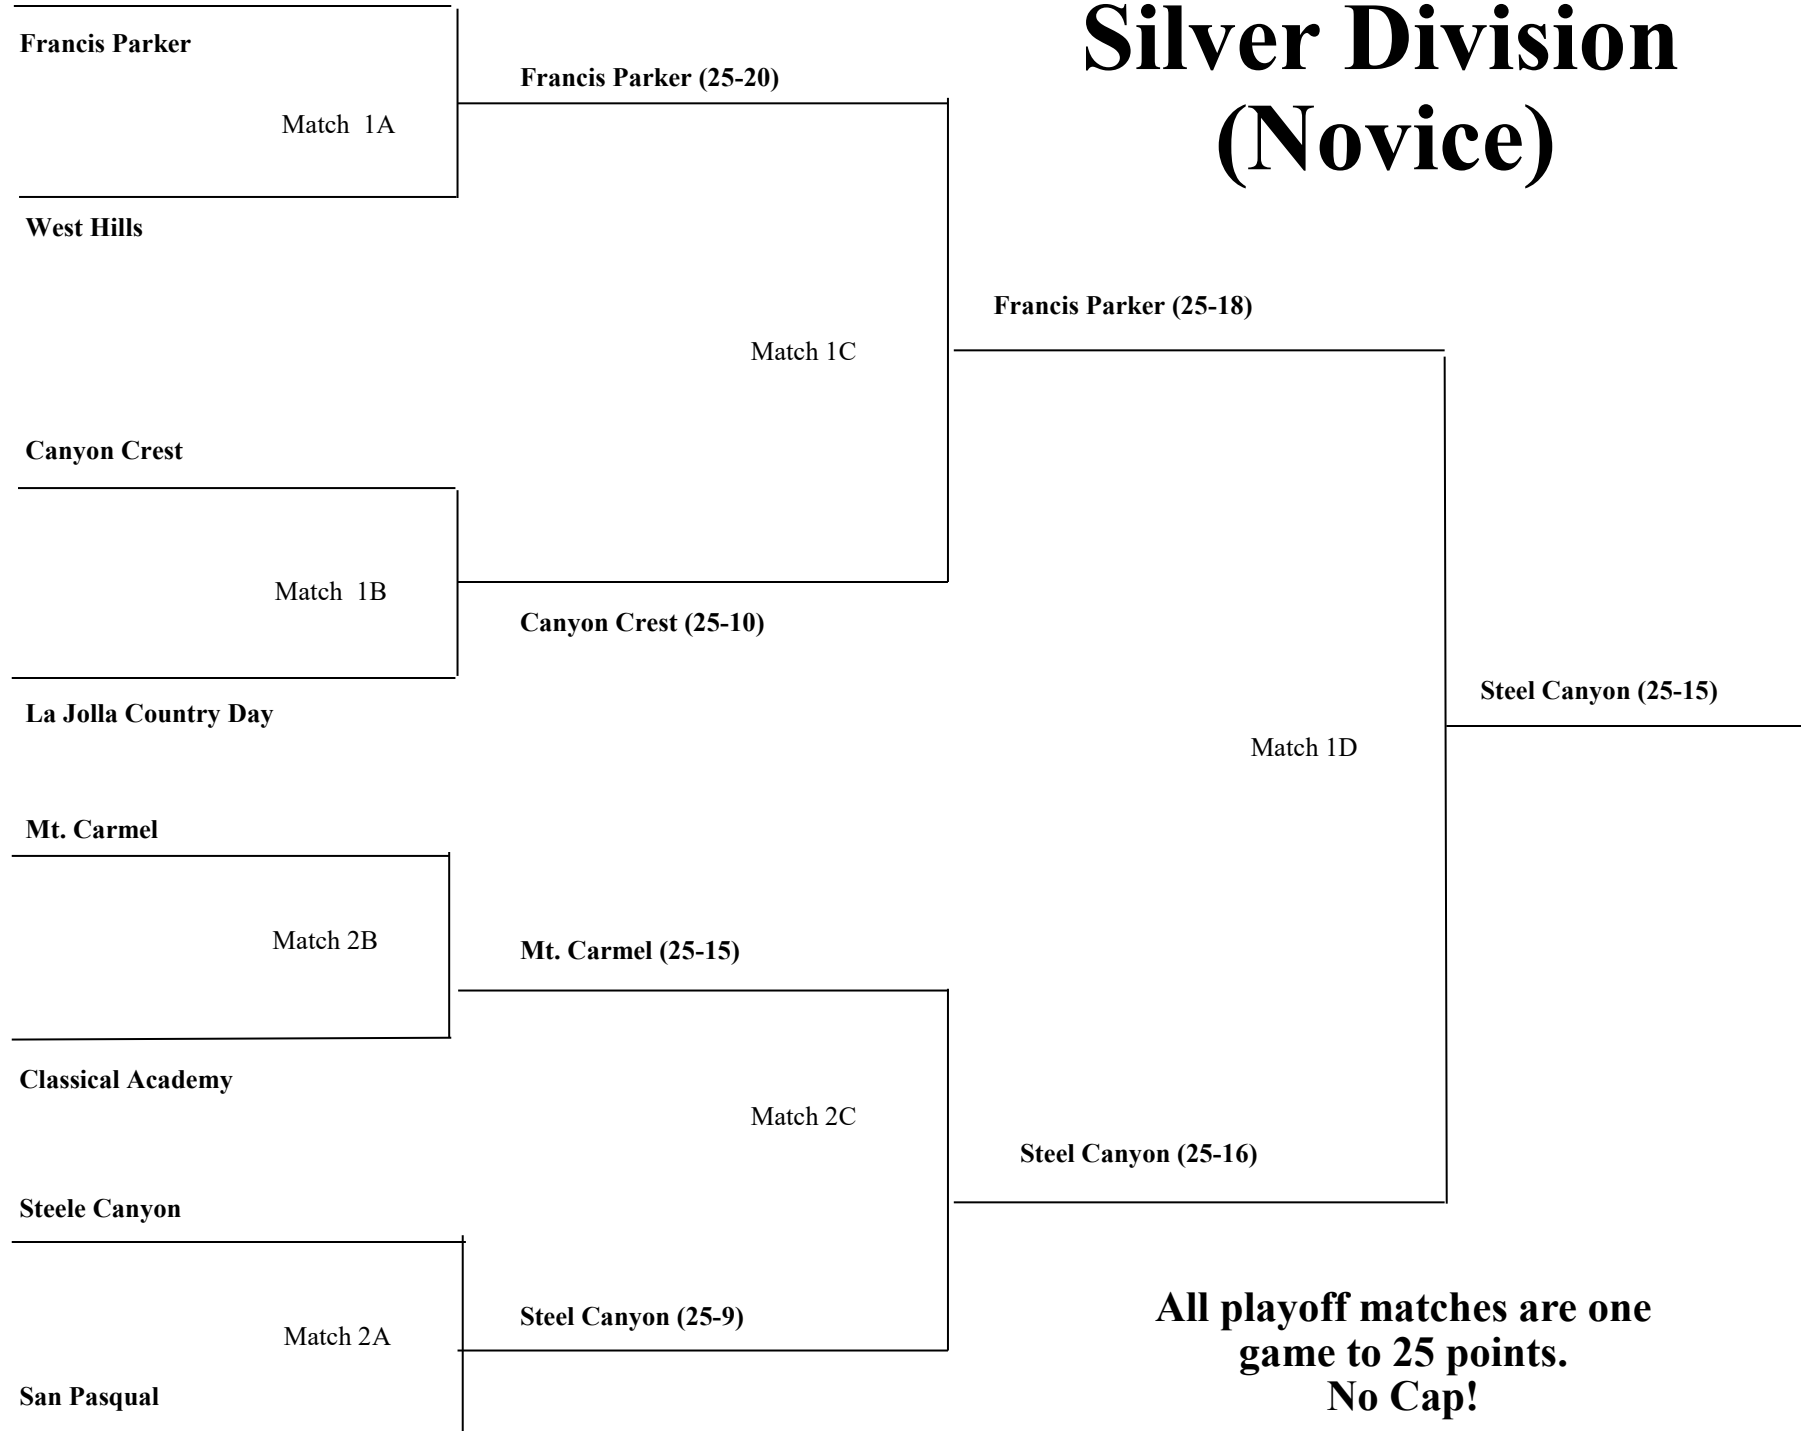 Silver Division
(Novice)
Francis Parker
Francis Parker (25-20)
Match  1A
West Hills
Francis Parker (25-18)
Match 1C
Canyon Crest
Match  1B
Canyon Crest (25-10)
La Jolla Country Day
Steel Canyon (25-15)
Match 1D
Mt. Carmel
Match 2B
Mt. Carmel (25-15)
Classical Academy
Match 2C
Steel Canyon (25-16)
Steele Canyon
Steel Canyon (25-9)
Match 2A
San Pasqual
All playoff matches are one
game to 25 points.
No Cap!